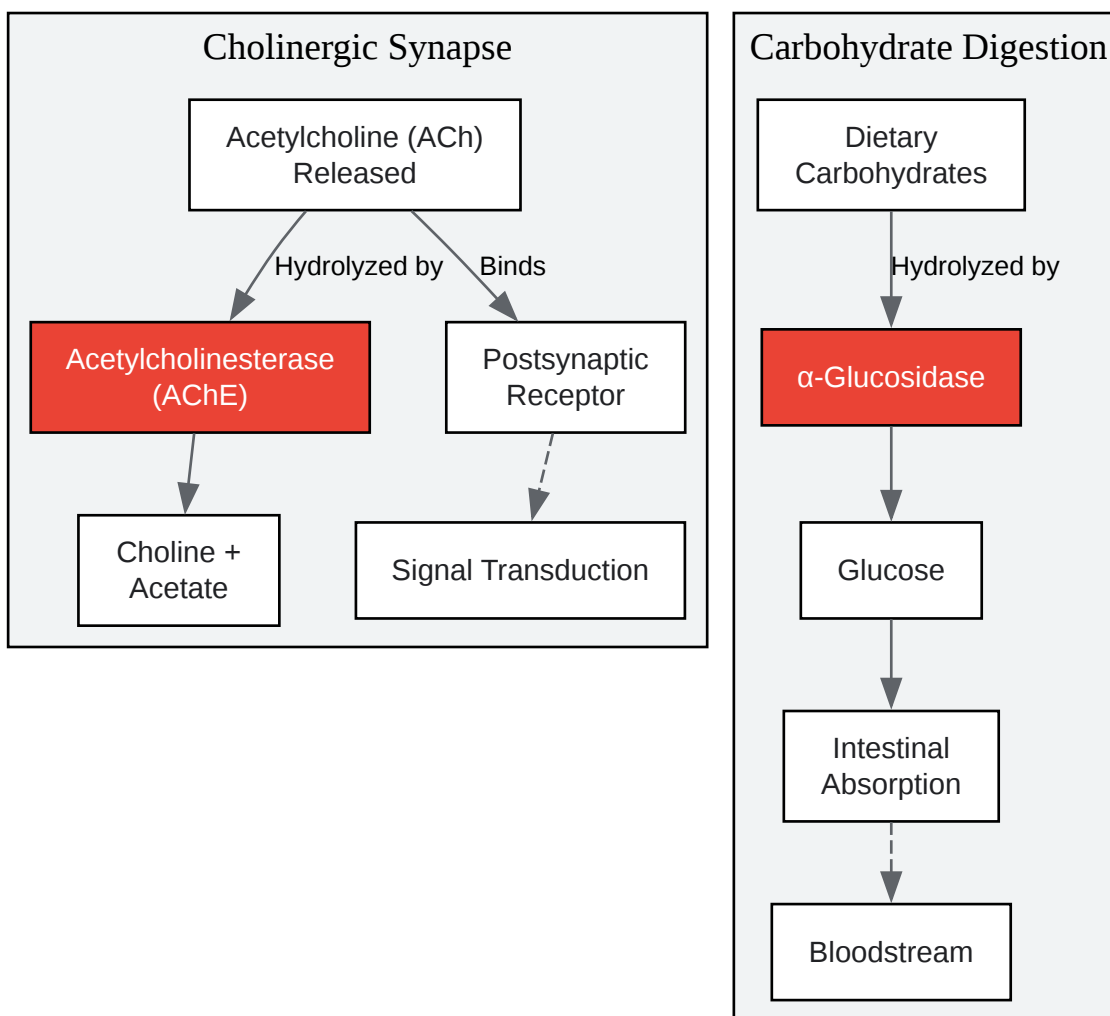 Cholinergic Synapse
Acetylcholine (ACh)
Released
Hydrolyzed by
Binds
Acetylcholinesterase
(AChE)
Postsynaptic
Receptor
Choline +
Acetate
Signal Transduction
Carbohydrate Digestion
Dietary
Carbohydrates
Hydrolyzed by
α-Glucosidase
Glucose
Intestinal
Absorption
Bloodstream